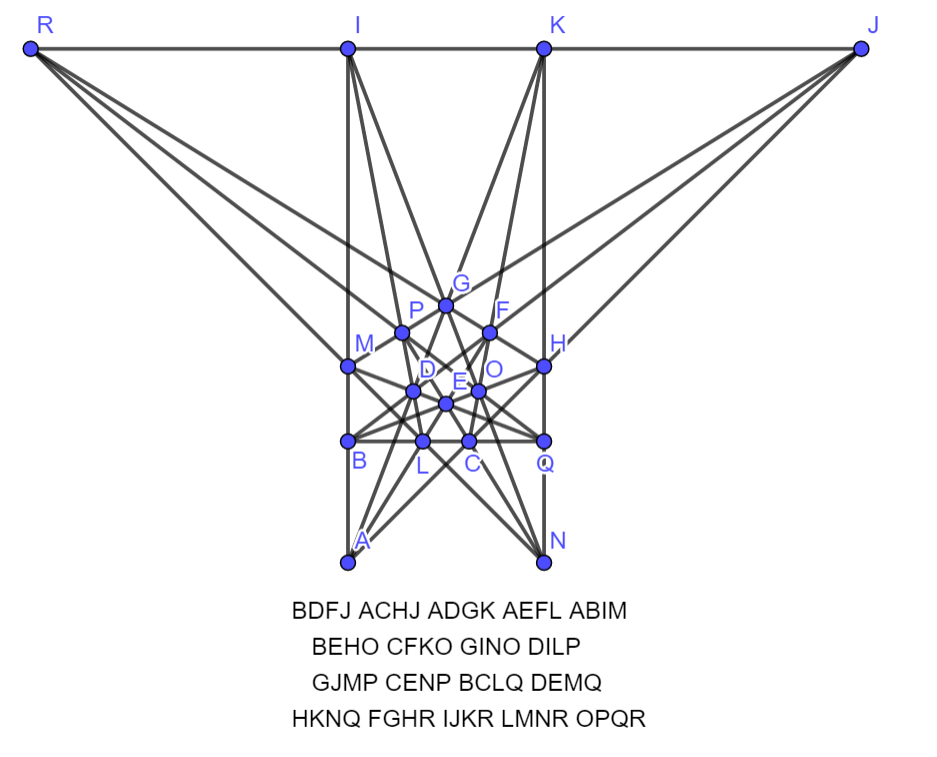 R I K J
G
P F
M H
D O
E
B L C Q
A N
BDFJ ACHJ ADGK AEFL ABIM
BEHO CFKO GINO DILP
GJMP CENP BCLQ DEMQ
HKNQ FGHR IJKR LMNR OPQR